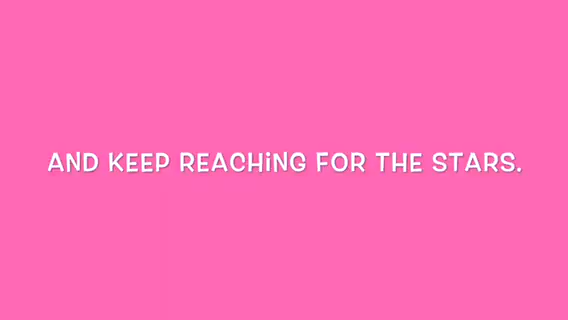 AND KEEP REACHiNG FOR THE STARS.